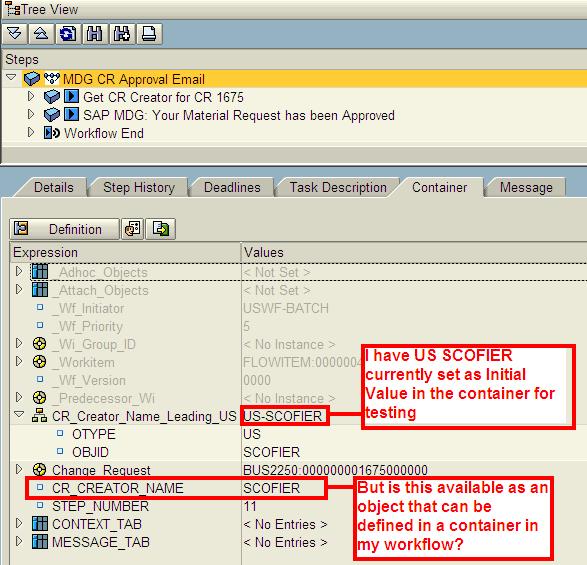 Tree View
Steps
MDG CR Approval Email
Get CR Creator for CR 1675
SAP MDG: Your Material Request has been Approved
Workflow End
Details Step History Deadlines Task Description Container Message
Definition
Expression Values
_Adhoc_Objects < Not Set >
_Attach_Objects < Not Set >
_Wf_Initiator USWF-BATCH
_Wf_Priority 5
_Wi_Group_ID < No Instance >
_Workitem FLOWITEM:0000004
_Wf_Version 0000
_Predecessor_Wi < No Instance >
CR_Creator_Name_Leading_US US-SCOFIER
OTYPE US
OBJID SCOFIER
Change_Request BUS2250:000000001675000000
CR_CREATOR_NAME SCOFIER
STEP_NUMBER 11
CONTEXT_TAB < No Entries >
MESSAGE_TAB < No Entries >
I have US SCOFIER
currently set as Initial
Value in the container for
testing
But is this available as an
object that can be
defined in a container in
my workflow?